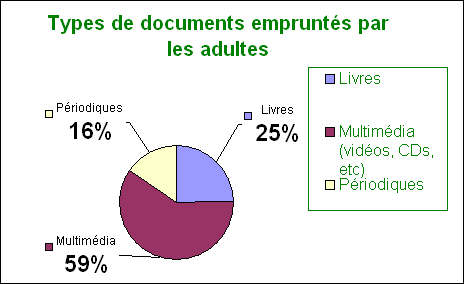 Types de documents empruntés par
les adultes
Périodiques
16%
Livres
25%
Multimédia
59%
Livres
Multimédia
(vidéos, CDs,
etc)
Périodiques